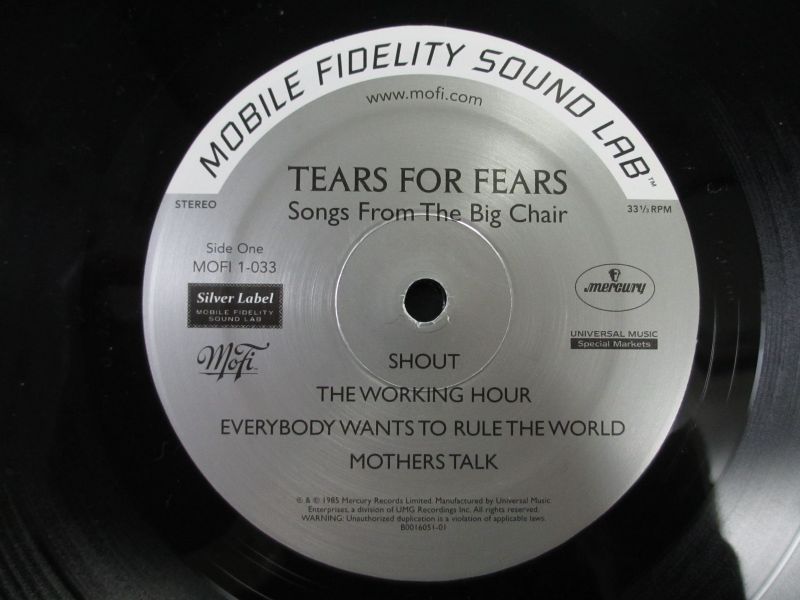 MOBILE FIDELITY SOUND LAB™
www.mofi.com
TEARS FOR FEARS
Songs From The Big Chair
STEREO
33 1/3 RPM
Side One
MOFI 1-033
Silver Label
MOBILE FIDELITY
SOUND LAB
MoFi™
mercury
UNIVERSAL MUSIC
Special Markets
SHOUT
THE WORKING HOUR
EVERYBODY WANTS TO RULE THE WORLD
MOTHERS TALK
℗ & © 1985 Mercury Records Limited. Manufactured by Universal Music
Enterprises, a division of UMG Recordings Inc. All rights reserved.
WARNING: Unauthorized duplication is a violation of applicable laws.
B0016051-01